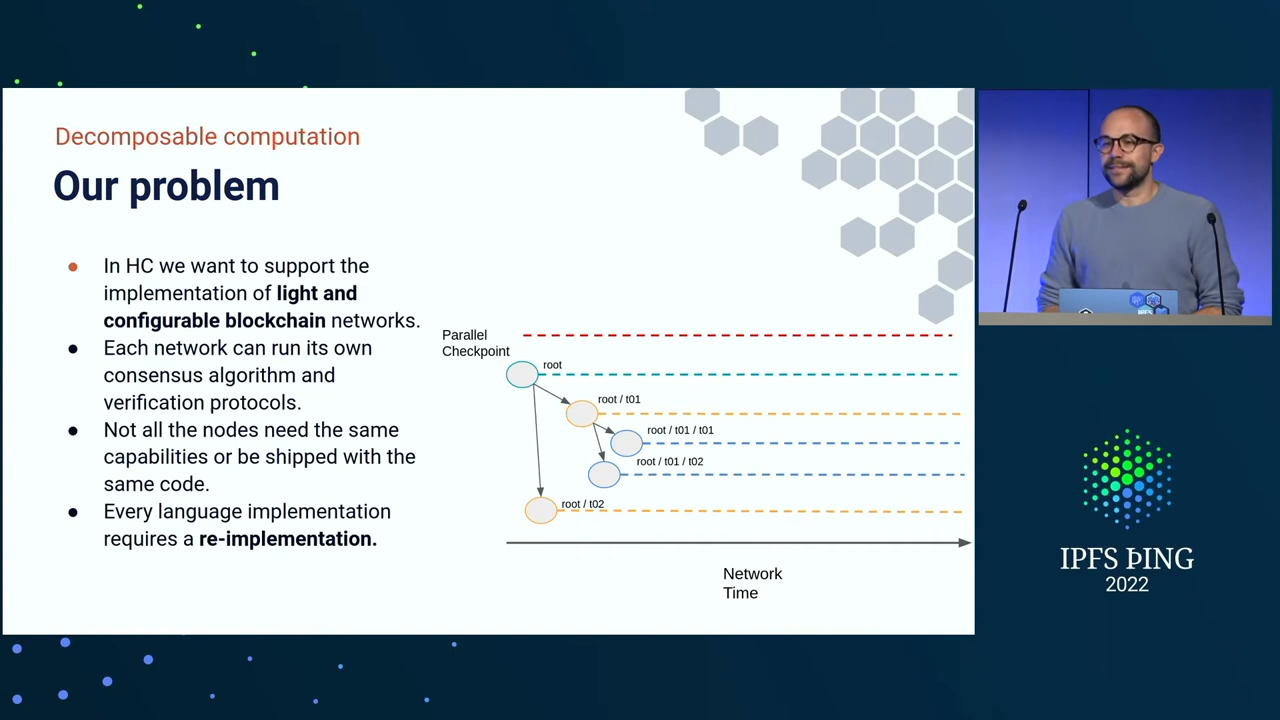 Decomposable computation
Our problem
In HC we want to support the
implementation of light and
configurable blockchain networks.
Each network can run its own
consensus algorithm and
verification protocols.
Not all the nodes need the same
capabilities or be shipped with the
same code.
Every language implementation
requires a re-implementation.
Parallel
Checkpoint
root
root / t01
root / t01 / t01
root / t01 / t02
root / t02
Network
Time
IPFS ÞING
2022